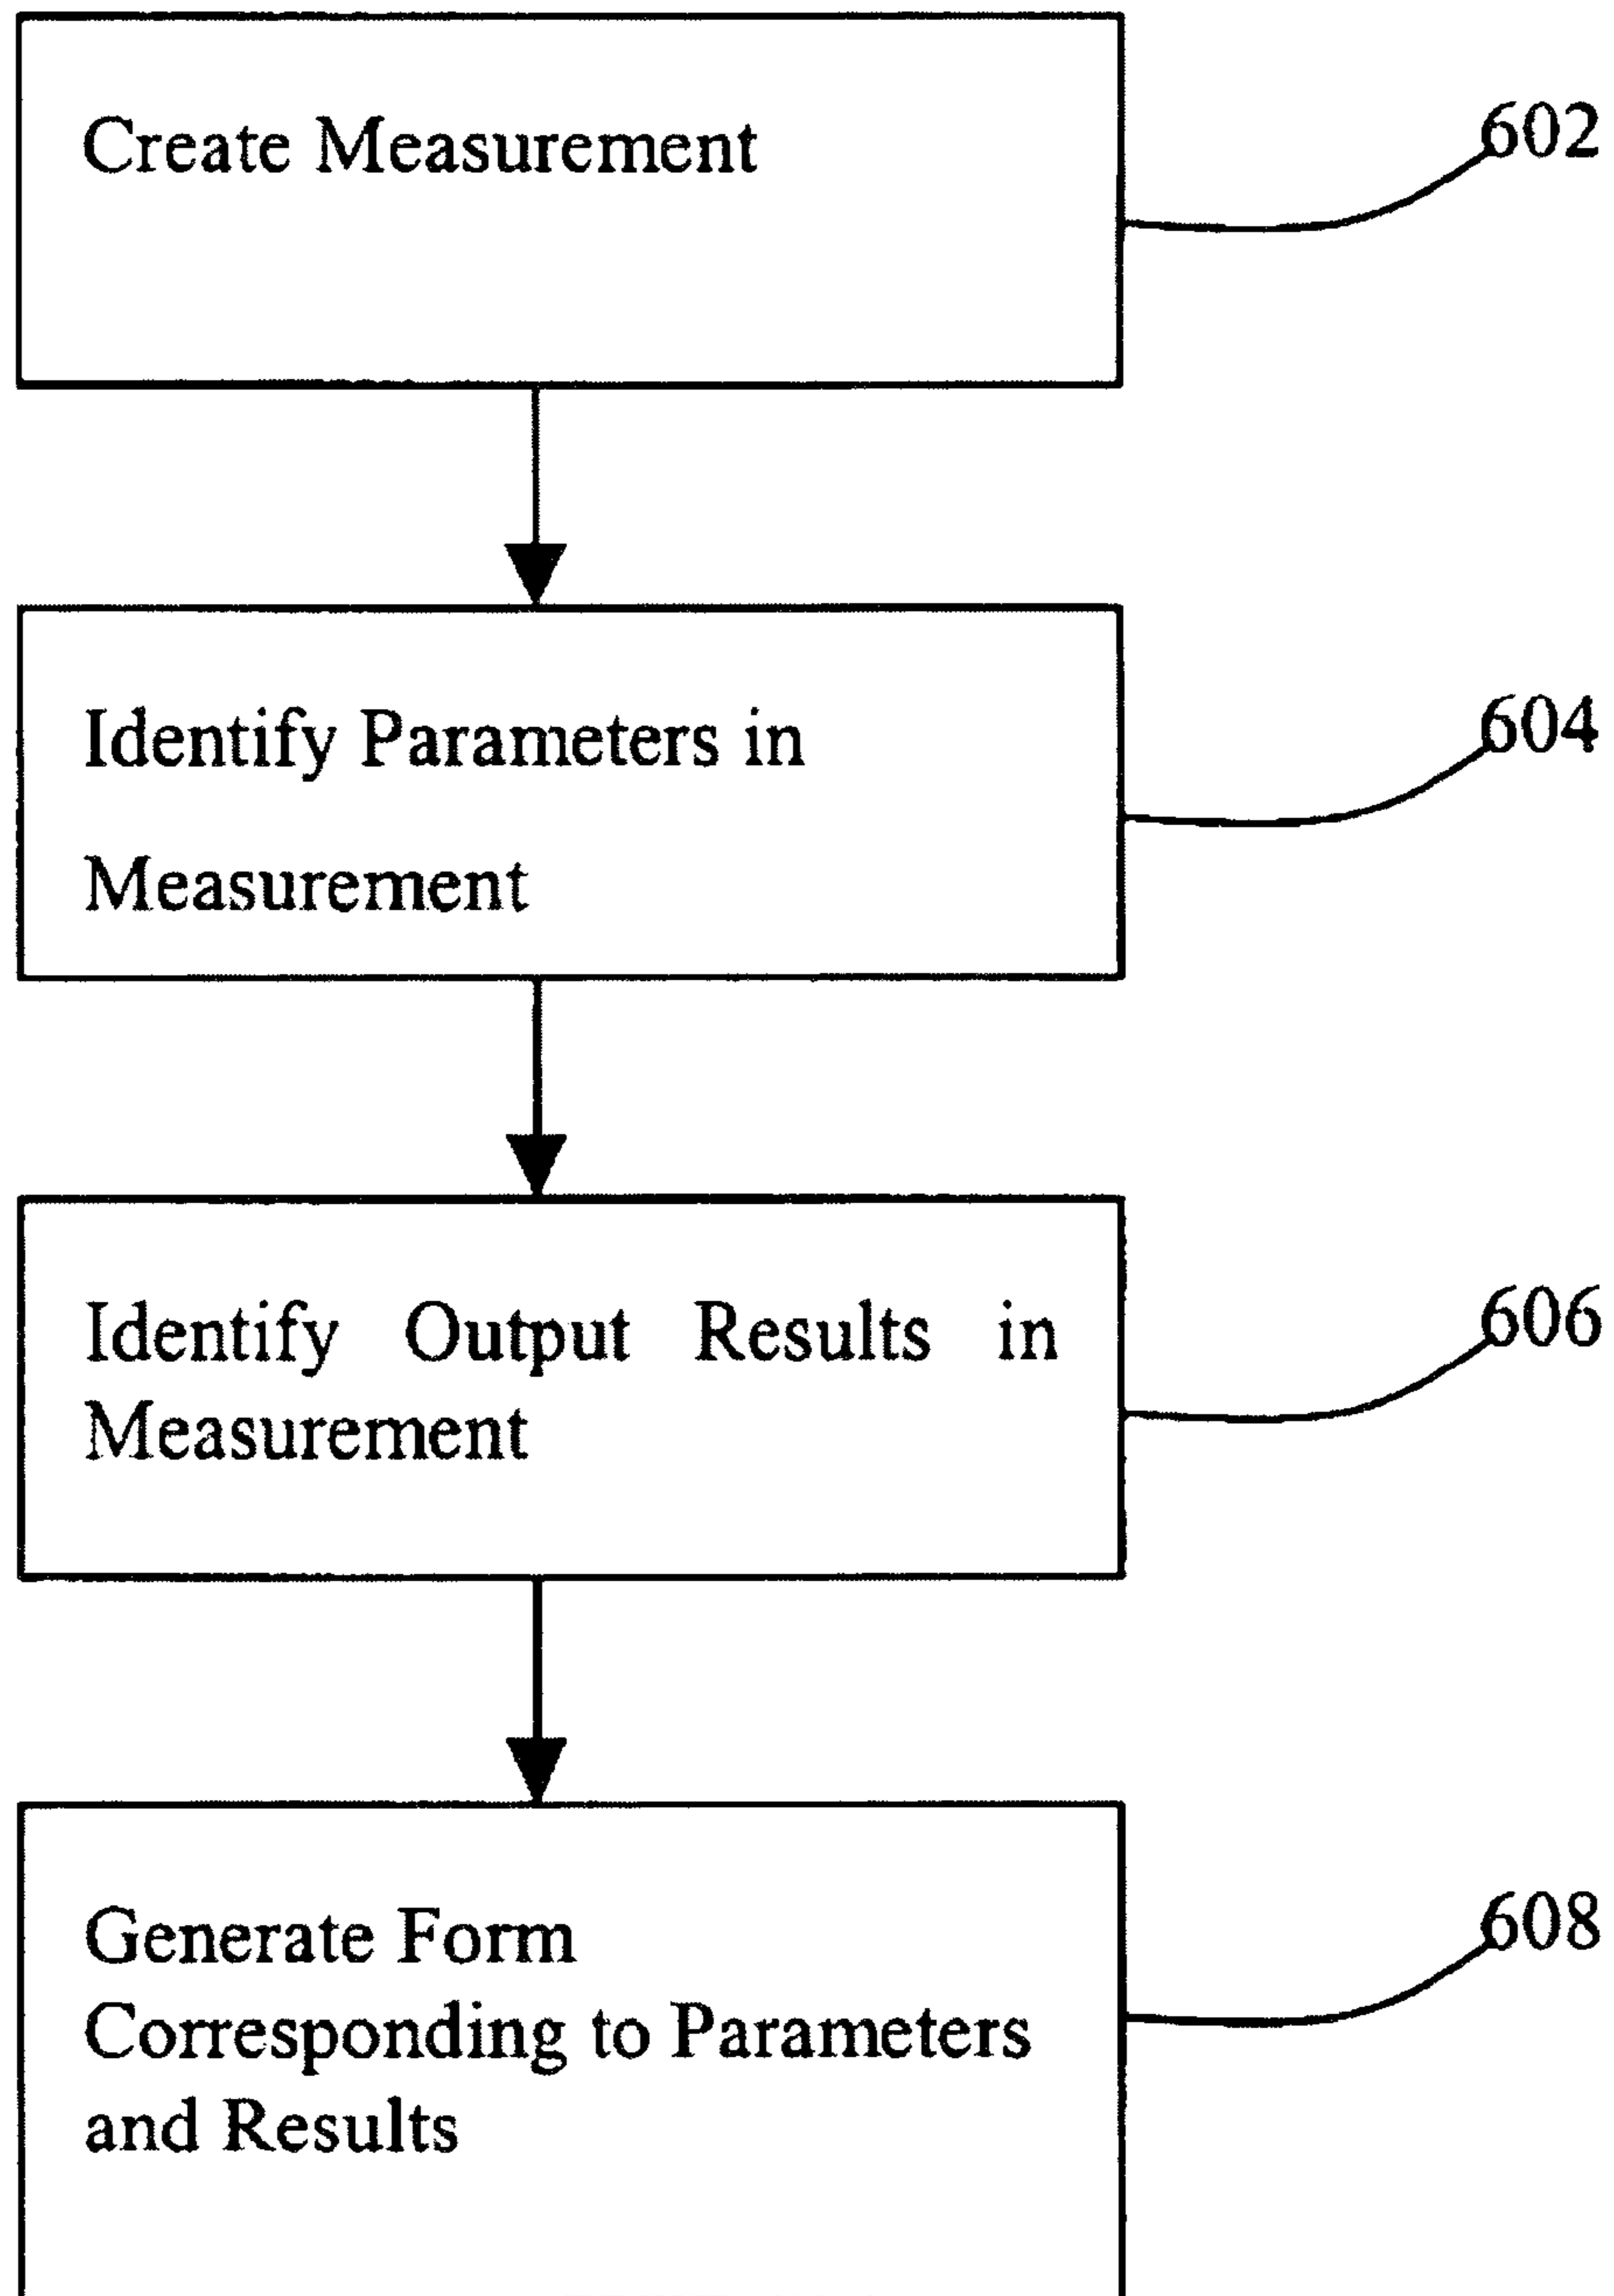 Create Measurement
602
Identify Parameters in
Measurement
604
Identify Output Results in
Measurement
606
Generate Form
Corresponding to Parameters
and Results
608